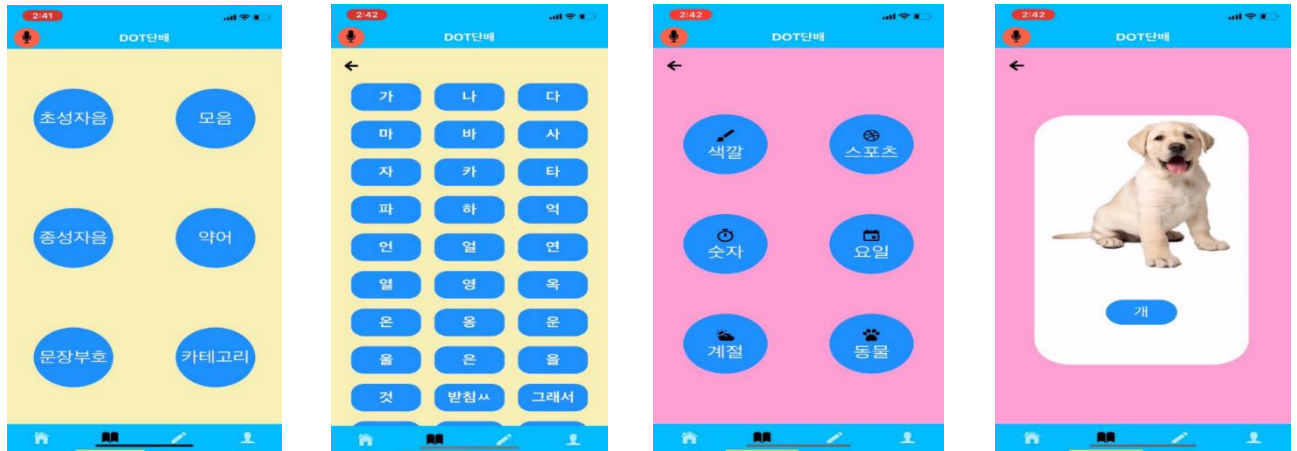 2:41
DOT단배
초성자음 모음
종성자음 약어
문장부호 카테고리
2:42
DOT단배
가 나 다
마 바 사
자 카 타
파 하 억
언 얼 연
열 영 옥
온 옹 운
울 은 을
것 받침ㅆ 그래서
2:42
DOT단배
색깔 스포츠
숫자 요일
계절 동물
2:42
DOT단배
개